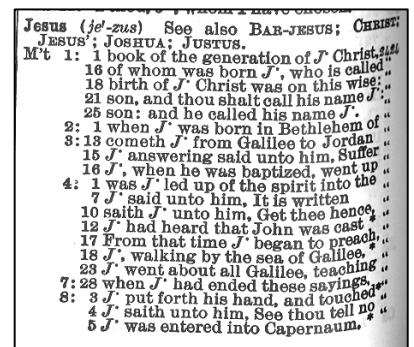 Jesus (je'-zus) See also BAR-JESUS; CHRIST;
JESUS'; JOSHUA; JUSTUS.
M't 1: 1 book of the generation of J· Christ, 2424
16 of whom was born J·, who is called "
18 birth of J· Christ was on this wise: "
21 son, and thou shalt call his name J·: "
25 son: and he called his name J·. "
2: 1 when J· was born in Bethlehem of "
3: 13 cometh J· from Galilee to Jordan "
15 J· answering said unto him, Suffer "
16 J·, when he was baptized, went up "
4: 1 was J· led up of the spirit into the "
7 J· said unto him, It is written "
10 saith J· unto him, Get thee hence, "
12 J· had heard that John was cast *"
17 From that time J· began to preach, "
18 J·, walking by the sea of Galilee, *"
23 J· went about all Galilee, teaching "
7: 28 when J· had ended these sayings, "
8: 3 J· put forth his hand, and touched *"
4 J· saith unto him, See thou tell no "
5 J· was entered into Capernaum, *"